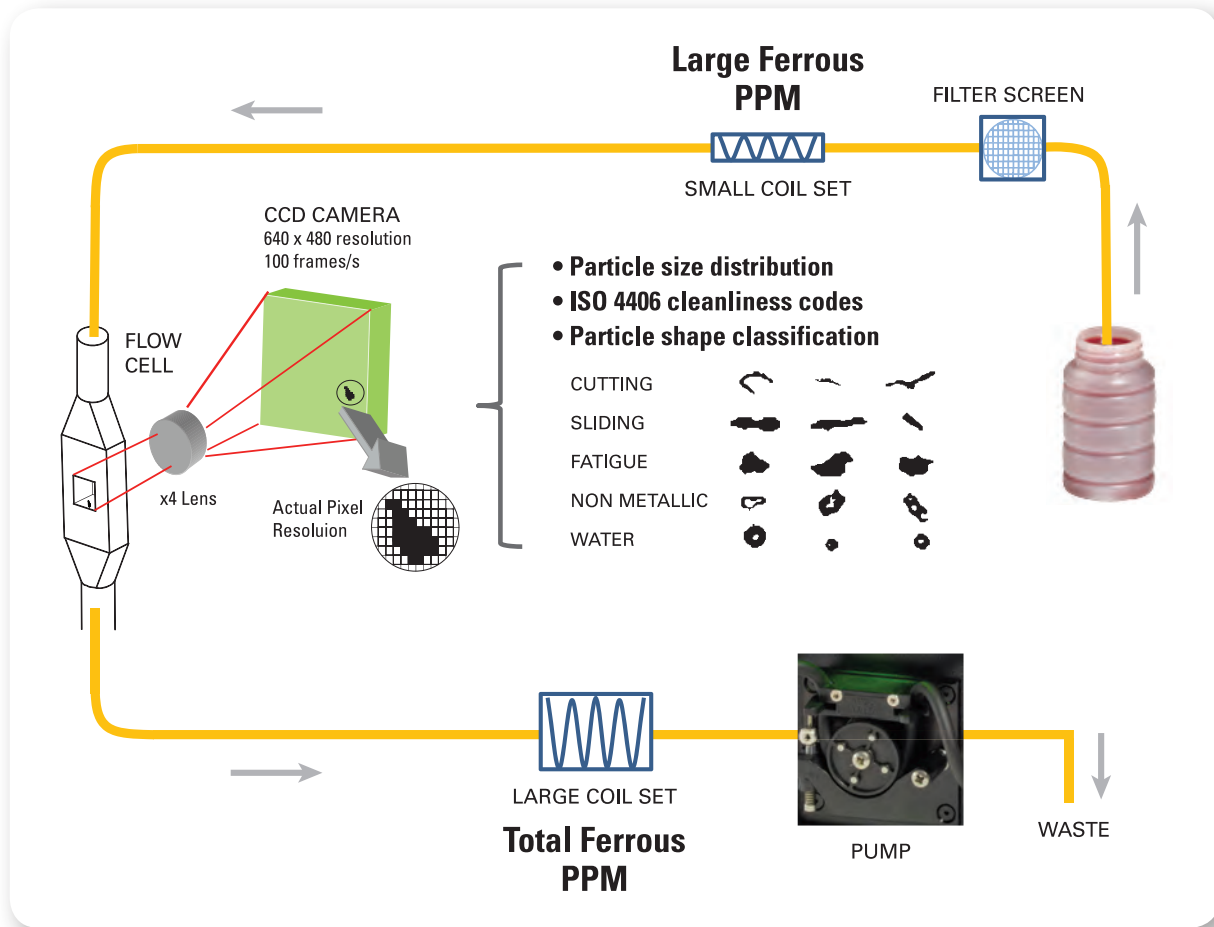 Large Ferrous
PPM
FILTER SCREEN
SMALL COIL SET
CCD CAMERA
640 x 480 resolution
100 frames/s
FLOW
CELL
x4 Lens
Actual Pixel
Resoluion
• Particle size distribution
• ISO 4406 cleanliness codes
• Particle shape classification
CUTTING
SLIDING
FATIGUE
NON METALLIC
WATER
LARGE COIL SET
Total Ferrous
PPM
PUMP
WASTE